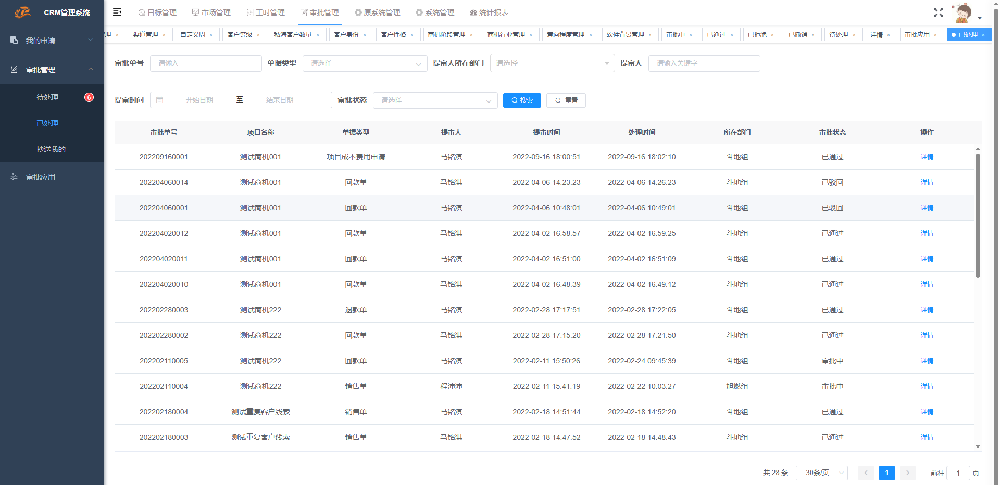 CRM管理系统 目标管理 市场管理 工时管理 审批管理 原系统管理 系统管理 统计报表
理 × 渠道管理 × 自定义周 × 客户等级 × 私海客户数量 × 客户身份 × 客户性格 × 商机阶段管理 × 商机行业管理 × 意向程度管理 × 软件背景管理 × 审批中 × 已通过 × 已拒绝 × 已撤销 × 待处理 × 详情 × 审批应用 × 已处理 ×
我的申请
审批管理
待处理 6
已处理
抄送我的
审批应用
审批单号 请输入 单据类型 请选择 提审人所在部门 请选择 提审人 请输入关键字
提审时间 开始日期 至 结束日期 审批状态 请选择 搜索 重置
审批单号 项目名称 单据类型 提审人 提审时间 处理时间 所在部门 审批状态 操作
202209160001 测试商机001 项目成本费用申请 马铭淇 2022-09-16 18:00:51 2022-09-16 18:02:10 斗地组 已通过 详情
202204060014 测试商机001 回款单 马铭淇 2022-04-06 14:23:23 2022-04-06 14:26:23 斗地组 已驳回 详情
202204060001 测试商机001 回款单 马铭淇 2022-04-06 10:48:01 2022-04-06 10:49:01 斗地组 已驳回 详情
202204020012 测试商机001 回款单 马铭淇 2022-04-02 16:58:57 2022-04-02 16:59:25 斗地组 已通过 详情
202204020011 测试商机001 回款单 马铭淇 2022-04-02 16:51:00 2022-04-02 16:51:09 斗地组 已通过 详情
202204020010 测试商机001 回款单 马铭淇 2022-04-02 16:48:39 2022-04-02 16:49:12 斗地组 已通过 详情
202202280003 测试商机222 退款单 马铭淇 2022-02-28 17:17:51 2022-02-28 17:22:05 斗地组 已通过 详情
202202280002 测试商机222 回款单 马铭淇 2022-02-28 17:15:20 2022-02-28 17:21:50 斗地组 已通过 详情
202202110005 测试商机222 回款单 马铭淇 2022-02-11 15:50:26 2022-02-24 09:45:39 斗地组 审批中 详情
202202110004 测试商机222 销售单 程沛沛 2022-02-11 15:41:19 2022-02-22 10:03:27 旭燃组 审批中 详情
202202180004 测试重复客户线索 销售单 马铭淇 2022-02-18 14:51:44 2022-02-18 14:52:20 斗地组 已通过 详情
202202180003 测试重复客户线索 销售单 马铭淇 2022-02-18 14:47:52 2022-02-18 14:48:43 斗地组 已通过 详情
共 28 条 30条/页 1 前往 1 页